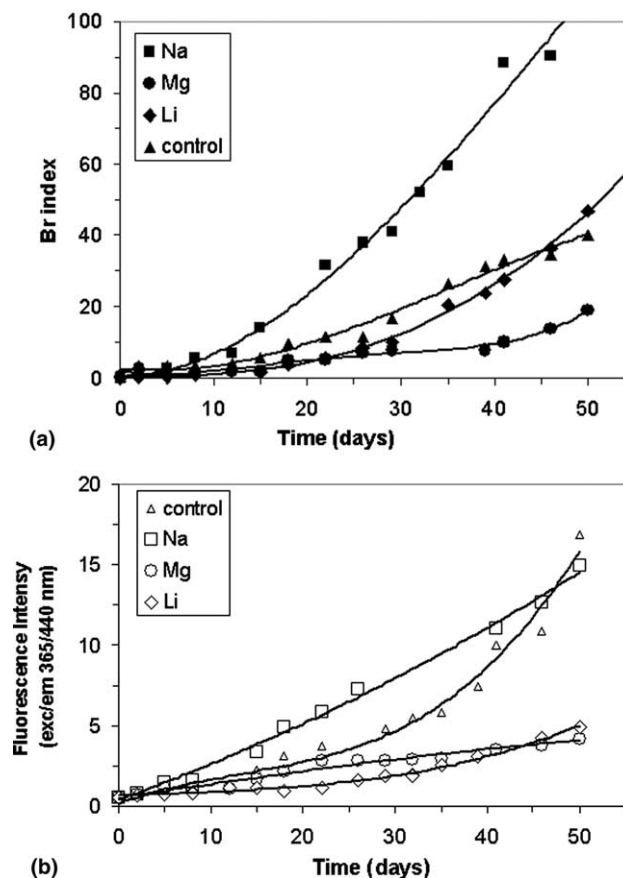 100
80
60
40
20
0
Br index
Na
Mg
Li
control
0 10 20 30 40 50
Time (days)
(a)
20
15
10
5
0
Fluorescence Intensy
(exc/em 365/440 nm)
control
Na
Mg
Li
0 10 20 30 40 50
Time (days)
(b)